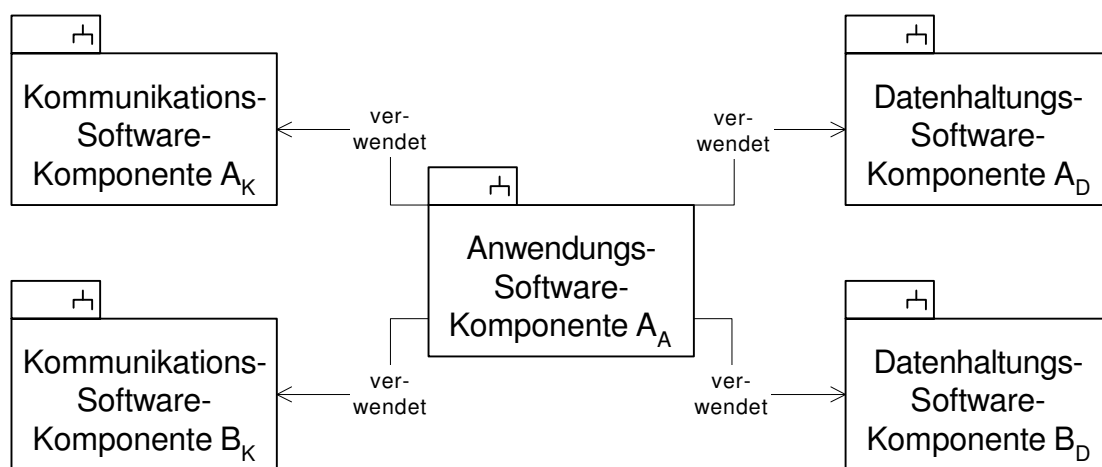 Kommunikations-
Software-
Komponente A_K
ver-
wendet
ver-
wendet
Datenhaltungs-
Software-
Komponente A_D
Anwendungs-
Software-
Komponente A_A
Kommunikations-
Software-
Komponente B_K
ver-
wendet
ver-
wendet
Datenhaltungs-
Software-
Komponente B_D